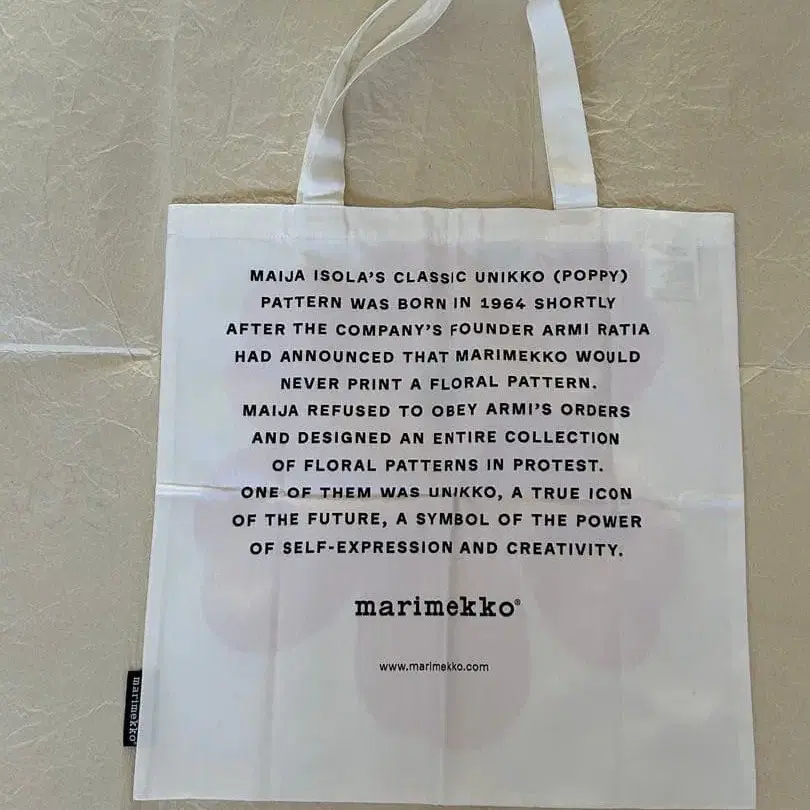 MAIJA ISOLA'S CLASSIC UNIKKO (POPPY)
PATTERN WAS BORN IN 1964 SHORTLY
AFTER THE COMPANY'S FOUNDER ARMI RATIA
HAD ANNOUNCED THAT MARIMEKKO WOULD
NEVER PRINT A FLORAL PATTERN.
MAIJA REFUSED TO OBEY ARMI'S ORDERS
AND DESIGNED AN ENTIRE COLLECTION
OF FLORAL PATTERNS IN PROTEST.
ONE OF THEM WAS UNIKKO, A TRUE ICON
OF THE FUTURE, A SYMBOL OF THE POWER
OF SELF-EXPRESSION AND CREATIVITY.
marimekko®
www.marimekko.com
marimekko®